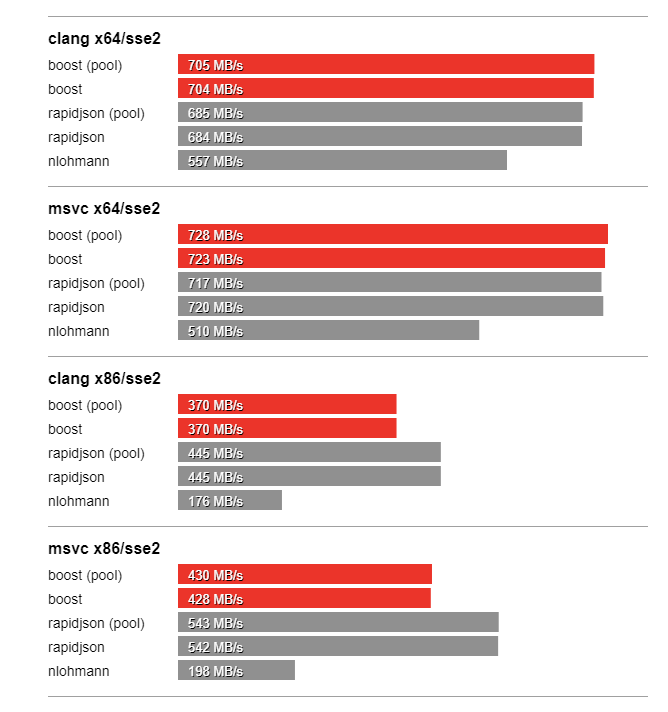 clang x64/sse2
boost (pool) 705 MB/s
boost 704 MB/s
rapidjson (pool) 685 MB/s
rapidjson 684 MB/s
nlohmann 557 MB/s
msvc x64/sse2
boost (pool) 728 MB/s
boost 723 MB/s
rapidjson (pool) 717 MB/s
rapidjson 720 MB/s
nlohmann 510 MB/s
clang x86/sse2
boost (pool) 370 MB/s
boost 370 MB/s
rapidjson (pool) 445 MB/s
rapidjson 445 MB/s
nlohmann 176 MB/s
msvc x86/sse2
boost (pool) 430 MB/s
boost 428 MB/s
rapidjson (pool) 543 MB/s
rapidjson 542 MB/s
nlohmann 198 MB/s